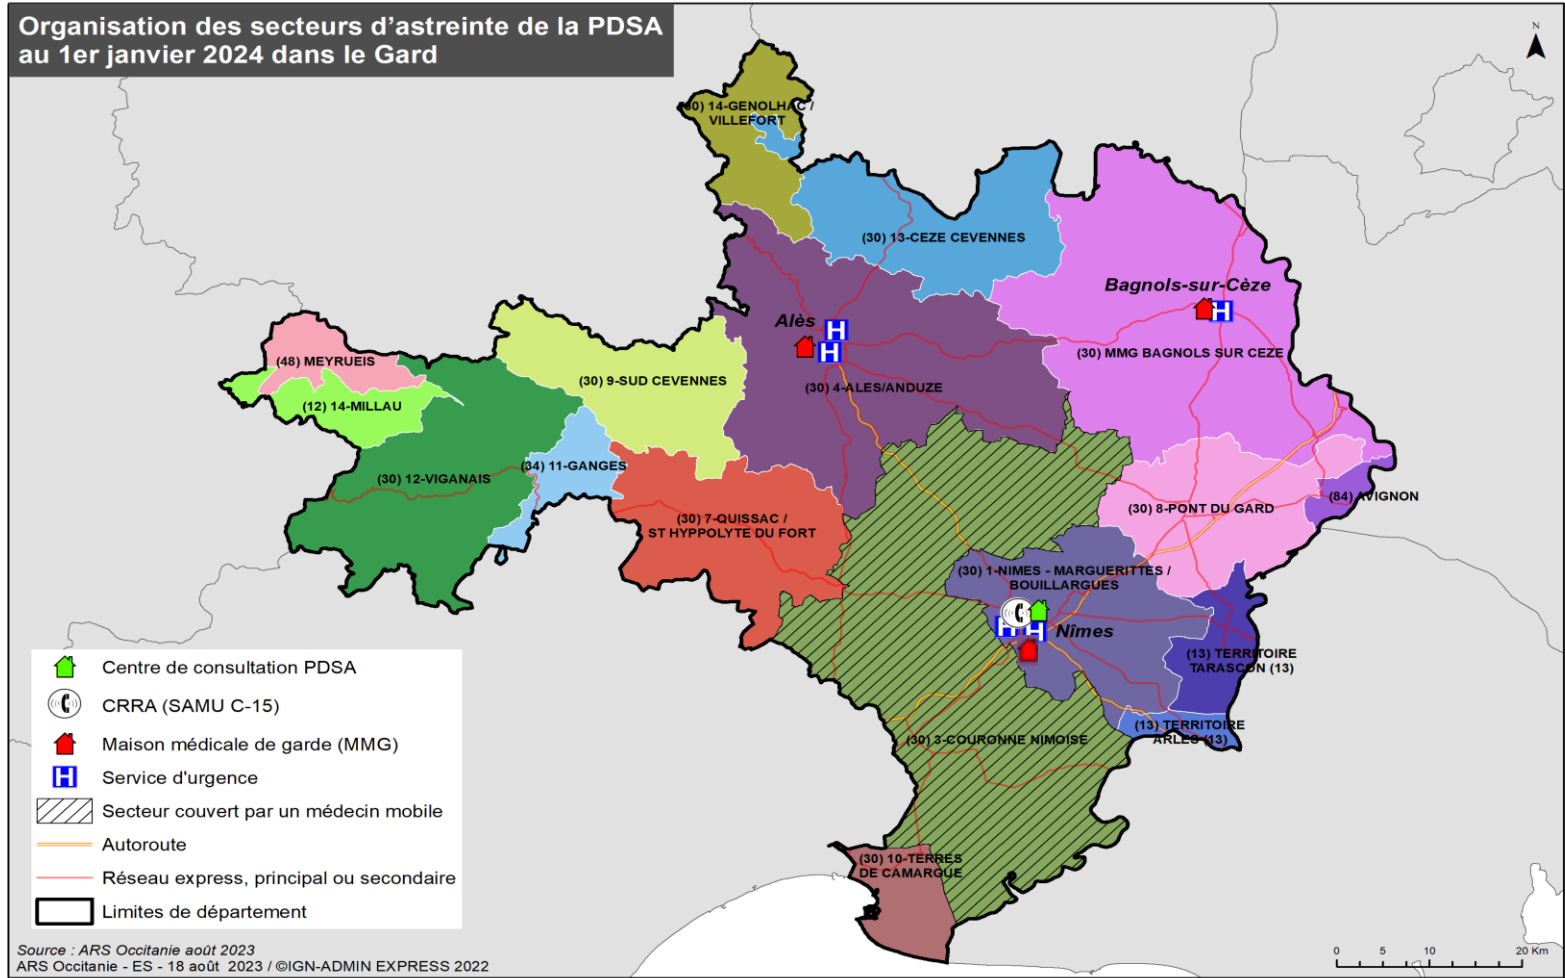 Organisation des secteurs d'astreinte de la PDSA
au 1er janvier 2024 dans le Gard
N
(30) 14-GENOLHAC /
VILLEFORT
(30) 13-CEZE CEVENNES
Bagnols-sur-Cèze
(30) MMG BAGNOLS SUR CEZE
Alès
(48) MEYRUEIS
(30) 9-SUD CEVENNES
(30) 4-ALES/ANDUZE
(12) 14-MILLAU
(34) 11-GANGES
(30) 12-VIGANAIS
(84) AVIGNON
(30) 8-PONT DU GARD
(30) 7-QUISSAC /
ST HYPPOLYTE DU FORT
(30) 1-NIMES - MARGUERITTES /
BOUILLARGUES
Nîmes
(13) TERRITOIRE
TARASCON (13)
(13) TERRITOIRE
ARLES (13)
(30) 3-COURONNE NIMOISE
(30) 10-TERRES
DE CAMARGUE
Centre de consultation PDSA
CRRA (SAMU C-15)
Maison médicale de garde (MMG)
H Service d'urgence
Secteur couvert par un médecin mobile
Autoroute
Réseau express, principal ou secondaire
Limites de département
Source : ARS Occitanie août 2023
ARS Occitanie - ES - 18 août 2023 / ©IGN-ADMIN EXPRESS 2022
0 5 10 20 Km